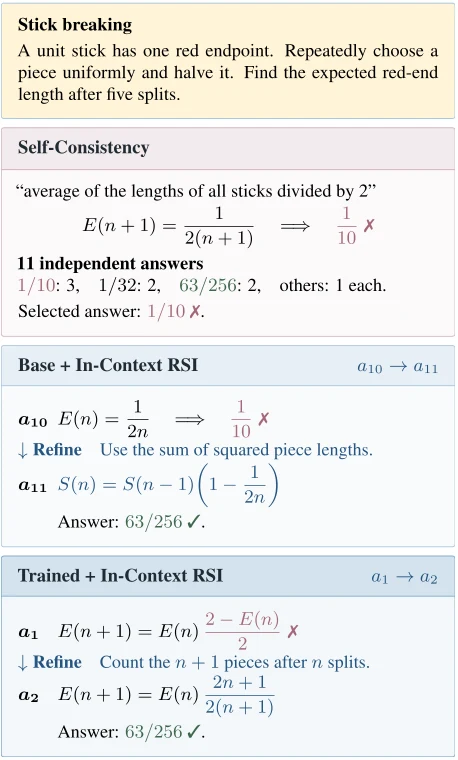 Stick breaking
A unit stick has one red endpoint. Repeatedly choose a
piece uniformly and halve it. Find the expected red-end
length after five splits.
Self-Consistency
“average of the lengths of all sticks divided by 2”
E(n + 1) = 1/(2(n + 1)) ⟹ 1/10 ✗
11 independent answers
1/10: 3, 1/32: 2, 63/256: 2, others: 1 each.
Selected answer: 1/10 ✗.
Base + In-Context RSI a₁₀ → a₁₁
a₁₀ E(n) = 1/(2n) ⟹ 1/10 ✗
↓ Refine Use the sum of squared piece lengths.
a₁₁ S(n) = S(n − 1)(1 − 1/(2n))
Answer: 63/256 ✓.
Trained + In-Context RSI a₁ → a₂
a₁ E(n + 1) = E(n) (2 − E(n))/2 ✗
↓ Refine Count the n + 1 pieces after n splits.
a₂ E(n + 1) = E(n) (2n + 1)/(2(n + 1))
Answer: 63/256 ✓.